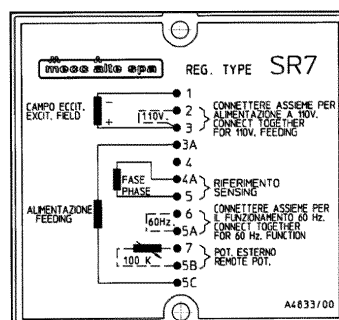 mecc alte spa
REG. TYPE SR7
1
CAMPO ECCIT.
EXCIT. FIELD
–
+
110V.
2
3
CONNETTERE ASSIEME PER
ALIMENTAZIONE A 110V.
CONNECT TOGETHER
FOR 110V. FEEDING
3A
4
FASE
PHASE
4A
5
RIFERIMENTO
SENSING
ALIMENTAZIONE
FEEDING
60Hz.
6
5A
CONNETTERE ASSIEME PER
IL FUNZIONAMENTO 60 Hz.
CONNECT TOGETHER
FOR 60 Hz. FUNCTION
100 K
7
5B
POT. ESTERNO
REMOTE POT.
5C
A4833/00